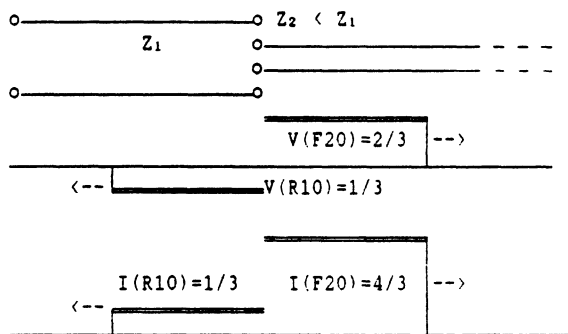 Z₂ < Z₁
Z₁
V(F20)=2/3
-->
<--
V(R10)=1/3
I(R10)=1/3
I(F20)=4/3
-->
<--